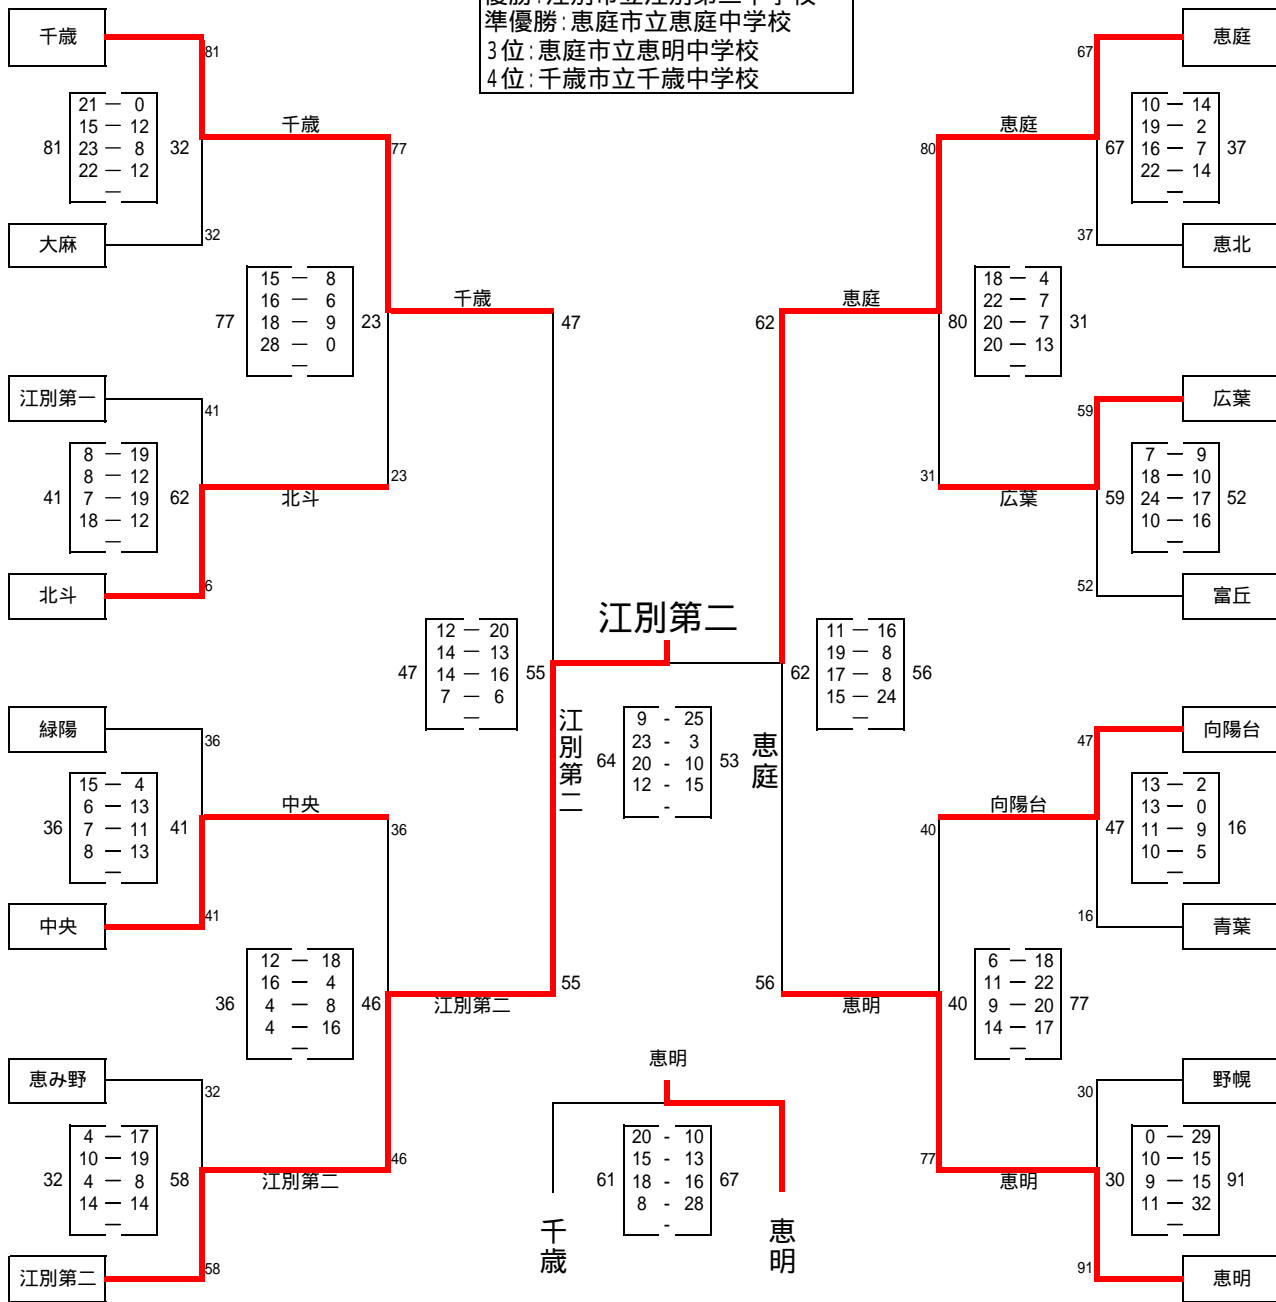 準優勝:恵庭市立恵庭中学校
3位:恵庭市立恵明中学校
4位:千歳市立千歳中学校
千歳
81
21 — 0
15 — 12
23 — 8
22 — 12
—
81
32
千歳
77
大麻
32
15 — 8
16 — 6
18 — 9
28 — 0
—
77
23
千歳
47
江別第一
41
8 — 19
8 — 12
7 — 19
18 — 12
—
41
62
北斗
23
北斗
6
12 — 20
14 — 13
14 — 16
7 — 6
—
47
55
緑陽
36
15 — 4
6 — 13
7 — 11
8 — 13
—
36
41
中央
36
中央
41
12 — 18
16 — 4
4 — 8
4 — 16
—
36
46
江別第二
55
恵み野
32
4 — 17
10 — 19
4 — 8
14 — 14
—
32
58
江別第二
46
江別第二
58
江別第二
江別第二
9 - 25
23 - 3
20 - 10
12 - 15
-
64
53
恵庭
恵明
20 - 10
15 - 13
18 - 16
8 - 28
-
61
67
千歳
恵明
恵庭
67
10 — 14
19 — 2
16 — 7
22 — 14
—
67
37
恵庭
80
恵北
37
18 — 4
22 — 7
20 — 7
20 — 13
—
80
31
恵庭
62
広葉
59
7 — 9
18 — 10
24 — 17
10 — 16
—
59
52
広葉
31
富丘
52
11 — 16
19 — 8
17 — 8
15 — 24
—
62
56
向陽台
47
13 — 2
13 — 0
11 — 9
10 — 5
—
47
16
向陽台
40
青葉
16
6 — 18
11 — 22
9 — 20
14 — 17
—
40
77
恵明
56
野幌
30
0 — 29
10 — 15
9 — 15
11 — 32
—
30
91
恵明
77
恵明
91